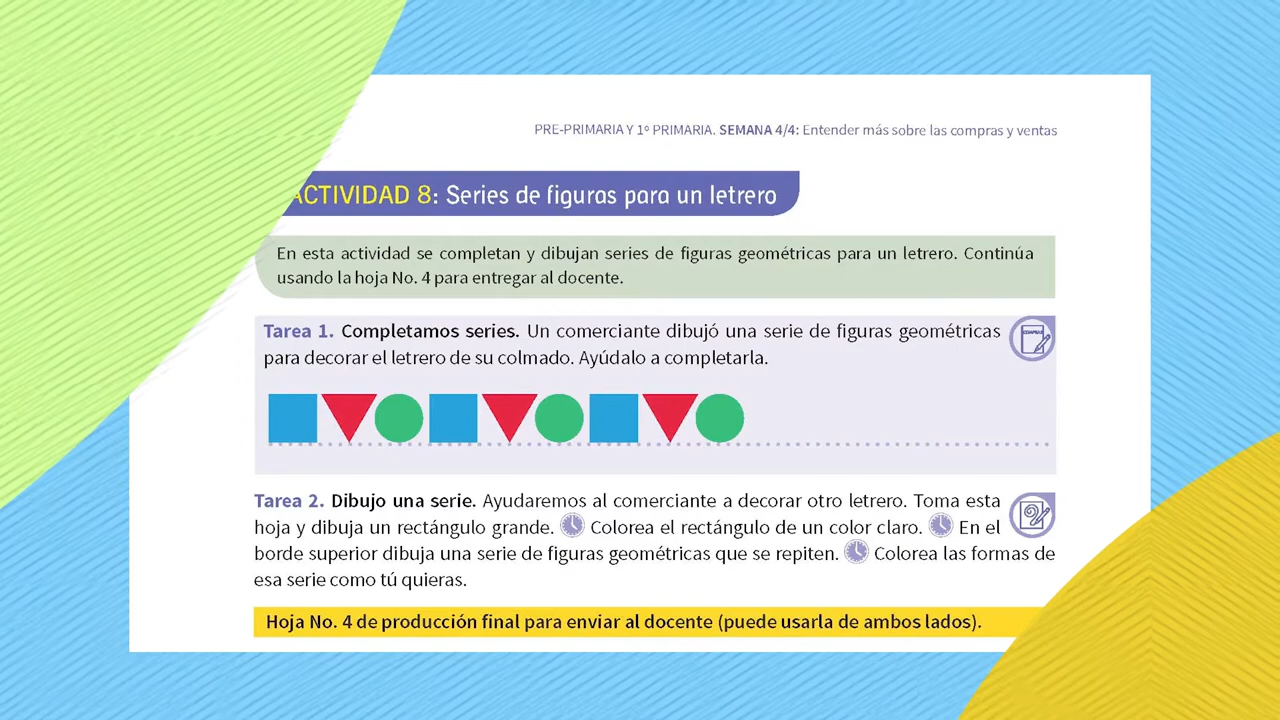 PRE-PRIMARIA Y 1º PRIMARIA. SEMANA 4/4: Entender más sobre las compras y ventas
ACTIVIDAD 8: Series de figuras para un letrero
En esta actividad se completan y dibujan series de figuras geométricas para un letrero. Continúa
usando la hoja No. 4 para entregar al docente.
Tarea 1. Completamos series. Un comerciante dibujó una serie de figuras geométricas
para decorar el letrero de su colmado. Ayúdalo a completarla.
Tarea 2. Dibujo una serie. Ayudaremos al comerciante a decorar otro letrero. Toma esta
hoja y dibuja un rectángulo grande. Colorea el rectángulo de un color claro. En el
borde superior dibuja una serie de figuras geométricas que se repiten. Colorea las formas de
esa serie como tú quieras.
Hoja No. 4 de producción final para enviar al docente (puede usarla de ambos lados).